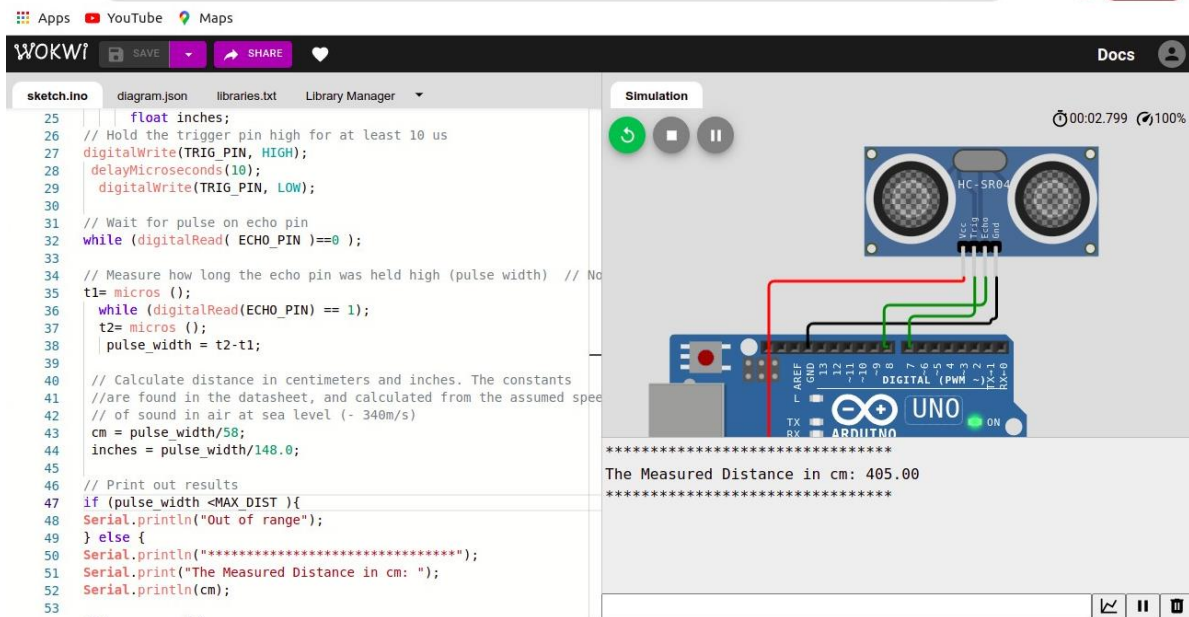 Apps YouTube Maps
WOKWi SAVE SHARE Docs
sketch.ino diagram.json libraries.txt Library Manager
25 float inches;
26 // Hold the trigger pin high for at least 10 us
27 digitalWrite(TRIG_PIN, HIGH);
28 delayMicroseconds(10);
29 digitalWrite(TRIG_PIN, LOW);
30
31 // Wait for pulse on echo pin
32 while (digitalRead( ECHO_PIN )==0 );
33
34 // Measure how long the echo pin was held high (pulse width) // No
35 t1= micros ();
36 while (digitalRead(ECHO_PIN) == 1);
37 t2= micros ();
38 pulse_width = t2-t1;
39
40 // Calculate distance in centimeters and inches. The constants
41 //are found in the datasheet, and calculated from the assumed spee
42 // of sound in air at sea level (- 340m/s)
43 cm = pulse_width/58;
44 inches = pulse_width/148.0;
45
46 // Print out results
47 if (pulse_width <MAX_DIST ){
48 Serial.println("Out of range");
49 } else {
50 Serial.println("********************************");
51 Serial.print("The Measured Distance in cm: ");
52 Serial.println(cm);
53
Simulation
00:02.799 100%
HC-SR04
Vcc
Trig
Echo
Gnd
AREF
GND
13
12
~11
~10
~9
8
7
~6
~5
4
~3
2
TX→1
RX←0
DIGITAL (PWM ~)
L
TX
RX
UNO
ON
ARDUINO
********************************
The Measured Distance in cm: 405.00
********************************